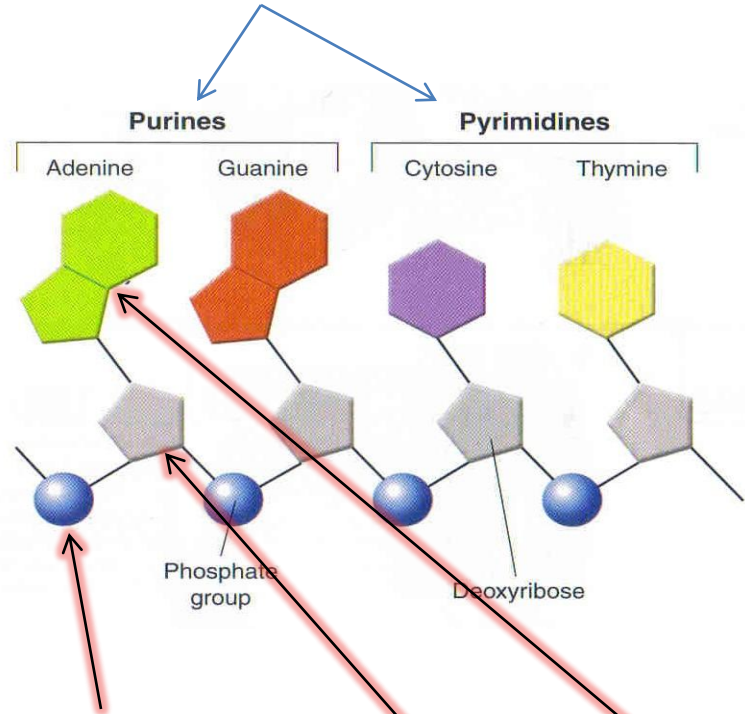 Purines
Pyrimidines
Adenine
Guanine
Cytosine
Thymine
Phosphate
group
Deoxyribose